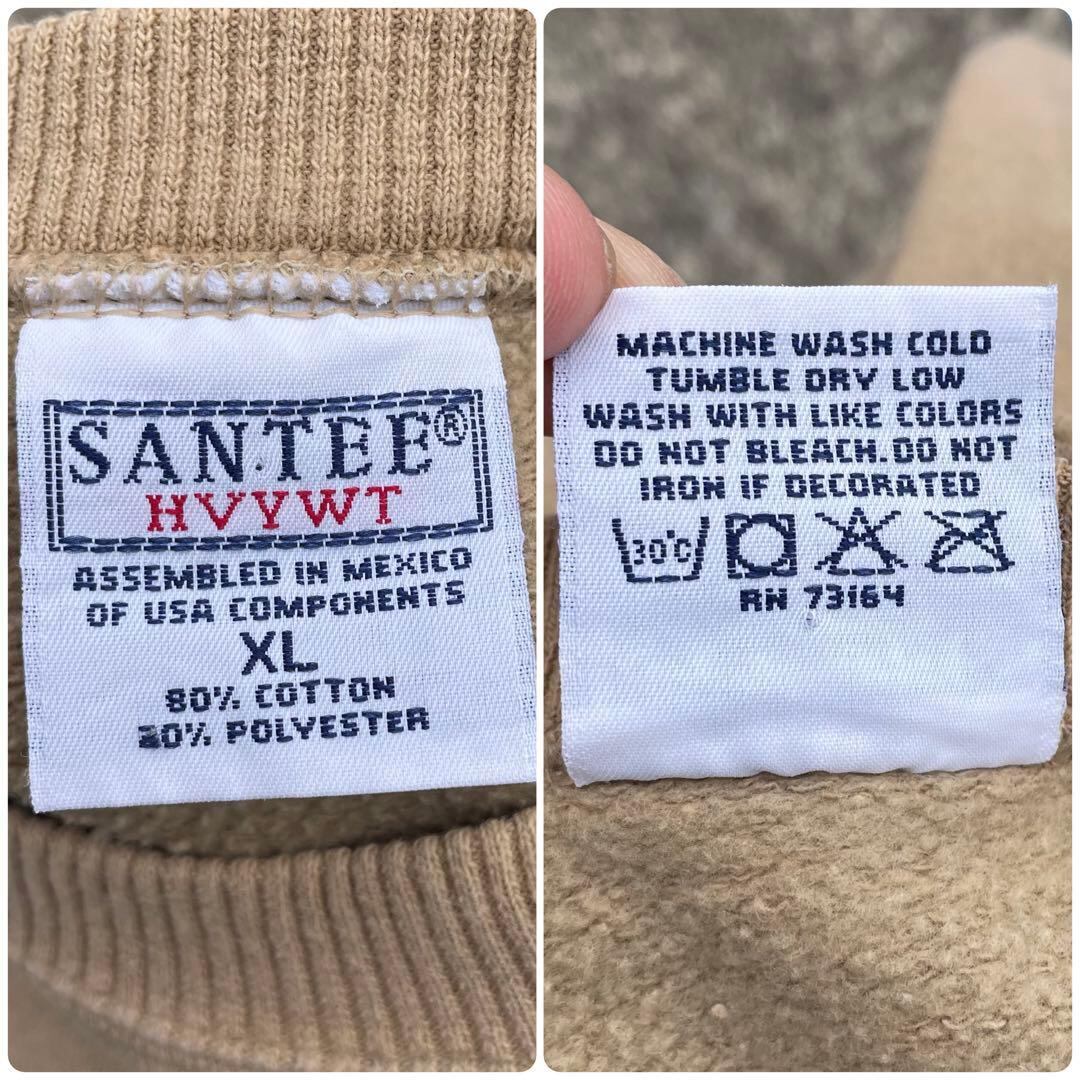 SANTEE®
HVYWT
ASSEMBLED IN MEXICO
OF USA COMPONENTS
XL
80% COTTON
20% POLYESTER
MACHINE WASH COLD
TUMBLE DRY LOW
WASH WITH LIKE COLORS
DO NOT BLEACH.DO NOT
IRON IF DECORATED
30°C
RN 73164